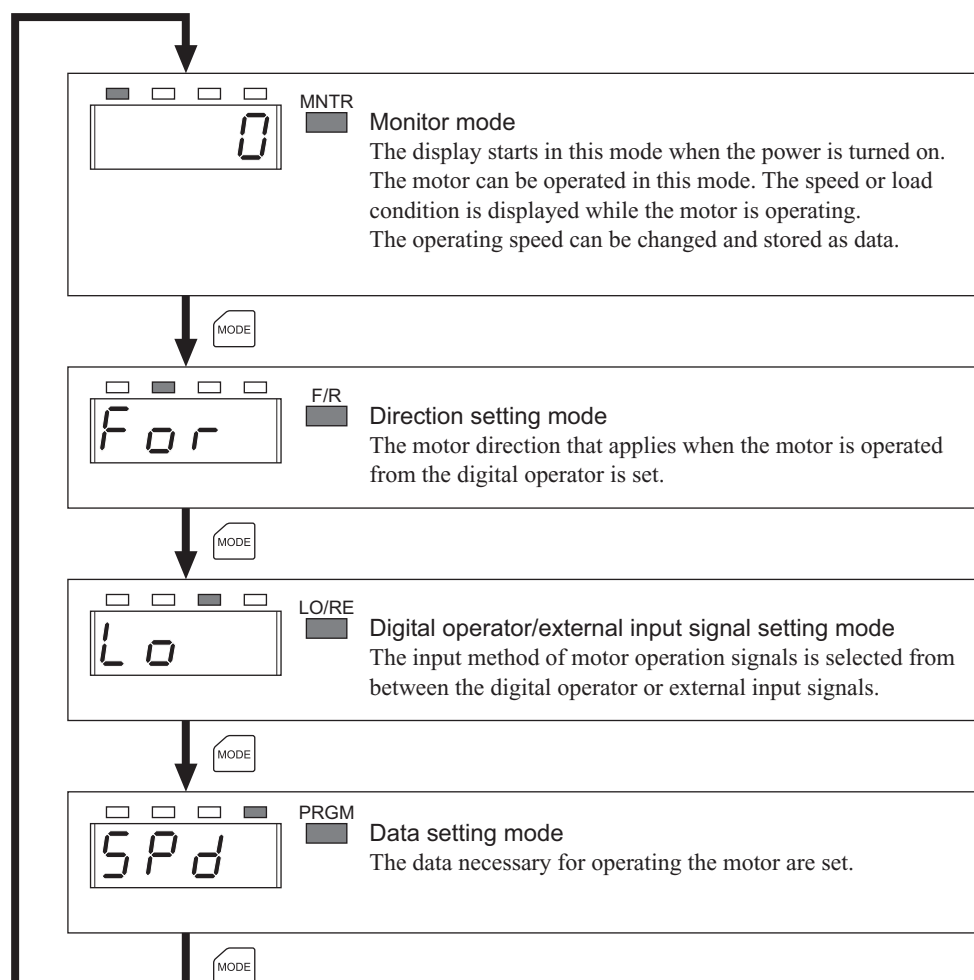 0
MNTR
Monitor mode
The display starts in this mode when the power is turned on.
The motor can be operated in this mode. The speed or load
condition is displayed while the motor is operating.
The operating speed can be changed and stored as data.
MODE
For
F/R
Direction setting mode
The motor direction that applies when the motor is operated
from the digital operator is set.
MODE
Lo
LO/RE
Digital operator/external input signal setting mode
The input method of motor operation signals is selected from
between the digital operator or external input signals.
MODE
SPd
PRGM
Data setting mode
The data necessary for operating the motor are set.
MODE